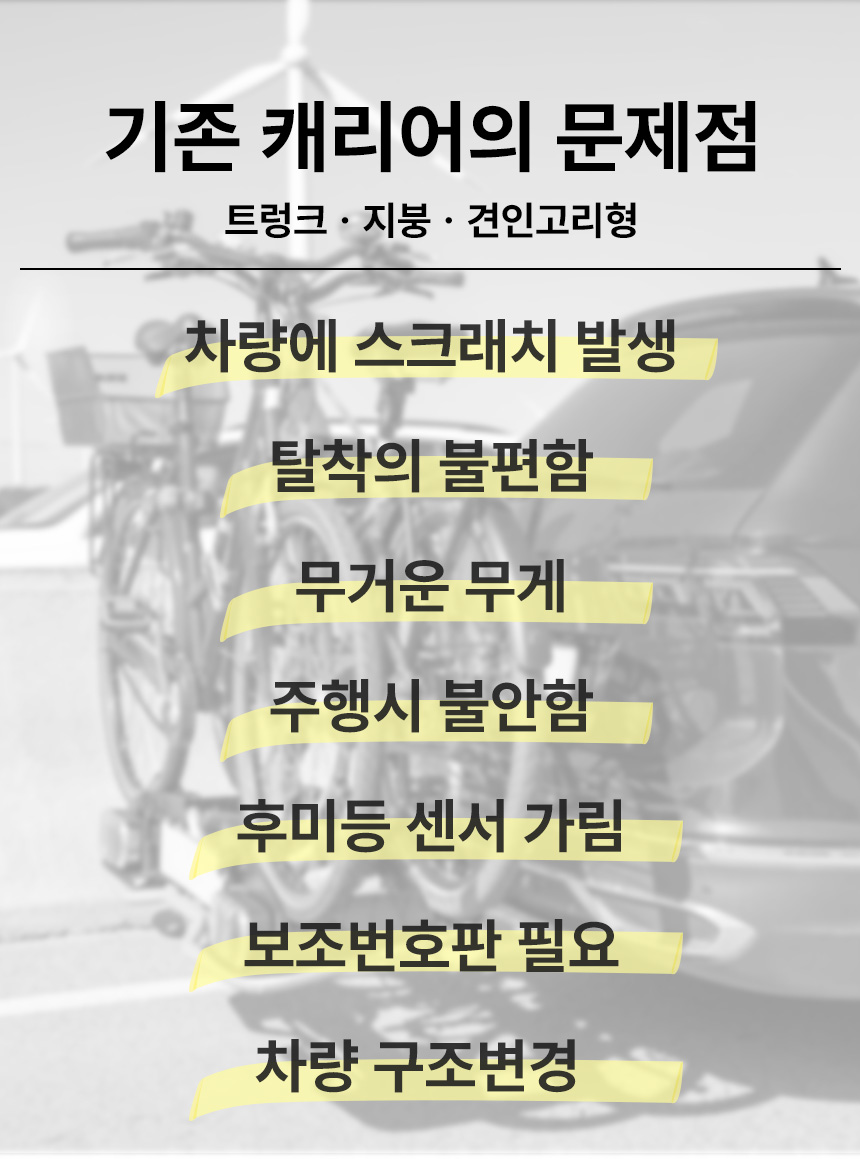 기존 캐리어의 문제점
트렁크 · 지붕 · 견인고리형
차량에 스크래치 발생
탈착의 불편함
무거운 무게
주행시 불안함
후미등 센서 가림
보조번호판 필요
차량 구조변경